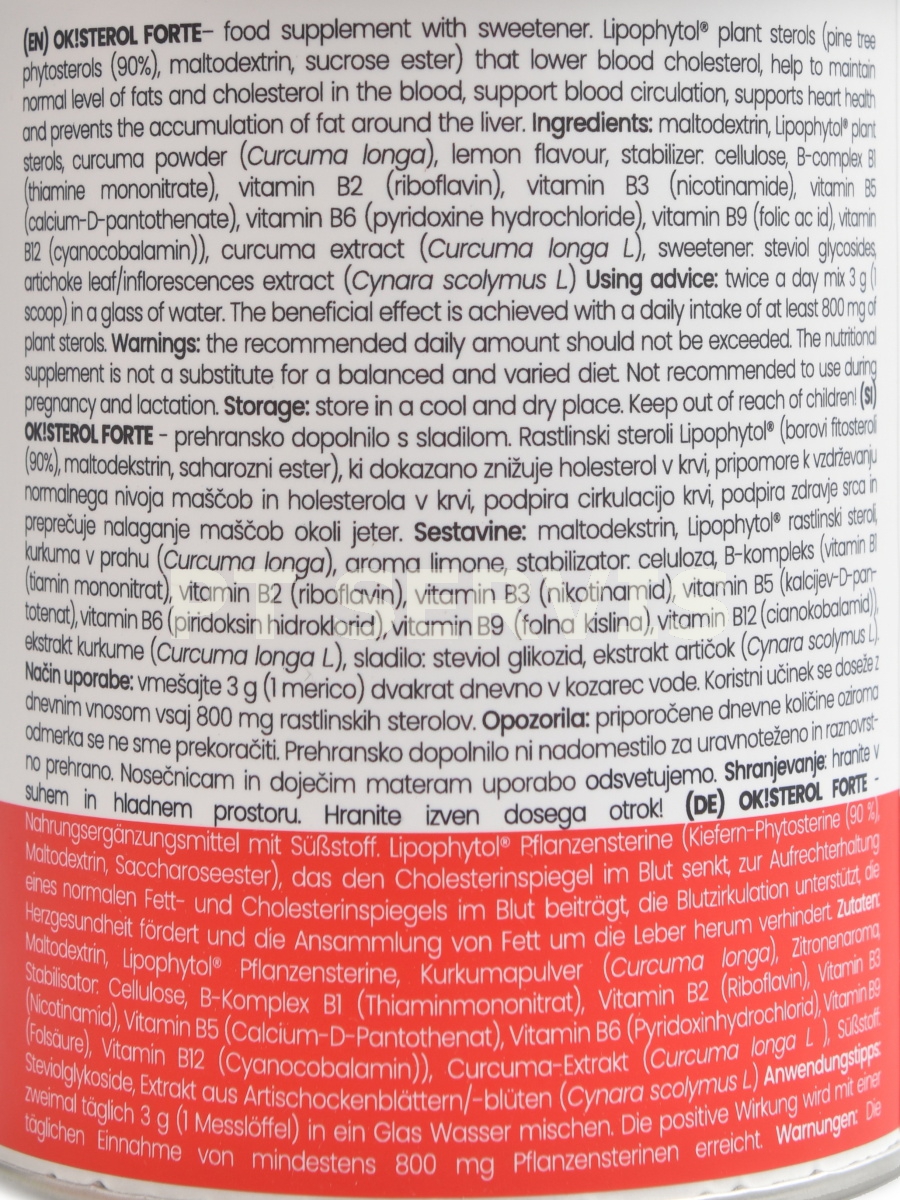 (EN) OK!STEROL FORTE– food supplement with sweetener. Lipophytol® plant sterols (pine tree
phytosterols (90%), maltodextrin, sucrose ester) that lower blood cholesterol, help to maintain
normal level of fats and cholesterol in the blood, support blood circulation, supports heart health
and prevents the accumulation of fat around the liver. Ingredients: maltodextrin, Lipophytol® plant
sterols, curcuma powder (Curcuma longa), lemon flavour, stabilizer: cellulose, B-complex B1
(thiamine mononitrate), vitamin B2 (riboflavin), vitamin B3 (nicotinamide), vitamin B5
(calcium-D-pantothenate), vitamin B6 (pyridoxine hydrochloride), vitamin B9 (folic ac id), vitamin
B12 (cyanocobalamin)), curcuma extract (Curcuma longa L), sweetener: steviol glycosides,
artichoke leaf/inflorescences extract (Cynara scolymus L) Using advice: twice a day mix 3 g (1
scoop) in a glass of water. The beneficial effect is achieved with a daily intake of at least 800 mg of
plant sterols. Warnings: the recommended daily amount should not be exceeded. The nutritional
supplement is not a substitute for a balanced and varied diet. Not recommended to use during
pregnancy and lactation. Storage: store in a cool and dry place. Keep out of reach of children! (SI)
OK!STEROL FORTE - prehransko dopolnilo s sladilom. Rastlinski steroli Lipophytol® (borovi fitosteroli
(90%), maltodekstrin, saharozni ester), ki dokazano znižuje holesterol v krvi, pripomore k vzdrževanju
normalnega nivoja maščob in holesterola v krvi, podpira cirkulacijo krvi, podpira zdravje srca in
preprečuje nalaganje maščob okoli jeter. Sestavine: maltodekstrin, Lipophytol® rastlinski steroli,
kurkuma v prahu (Curcuma longa), aroma limone, stabilizator: celuloza, B-kompleks (vitamin B1
(tiamin mononitrat), vitamin B2 (riboflavin), vitamin B3 (nikotinamid), vitamin B5 (kalcijev-D-pan-
totenat), vitamin B6 (piridoksin hidroklorid), vitamin B9 (folna kislina), vitamin B12 (cianokobalamid)),
ekstrakt kurkume (Curcuma longa L), sladilo: steviol glikozid, ekstrakt artičok (Cynara scolymus L).
Način uporabe: vmešajte 3 g (1 merico) dvakrat dnevno v kozarec vode. Koristni učinek se doseže z
dnevnim vnosom vsaj 800 mg rastlinskih sterolov. Opozorila: priporočene dnevne količine oziroma
odmerka se ne sme prekoračiti. Prehransko dopolnilo ni nadomestilo za uravnoteženo in raznovrst-
no prehrano. Nosečnicam in doječim materam uporabo odsvetujemo. Shranjevanje: hranite v
suhem in hladnem prostoru. Hranite izven dosega otrok! (DE) OK!STEROL FORTE -
Nahrungsergänzungsmittel mit Süßstoff. Lipophytol® Pflanzensterine (Kiefern-Phytosterine (90 %),
Maltodextrin, Saccharoseester), das den Cholesterinspiegel im Blut senkt, zur Aufrechterhaltung
eines normalen Fett- und Cholesterinspiegels im Blut beiträgt, die Blutzirkulation unterstützt, die
Herzgesundheit fördert und die Ansammlung von Fett um die Leber herum verhindert. Zutaten:
Maltodextrin, Lipophytol® Pflanzensterine, Kurkumapulver (Curcuma longa), Zitronenaroma,
Stabilisator: Cellulose, B-Komplex B1 (Thiaminmononitrat), Vitamin B2 (Riboflavin), Vitamin B3
(Nicotinamid), Vitamin B5 (Calcium-D-Pantothenat), Vitamin B6 (Pyridoxinhydrochlorid), Vitamin B9
(Folsäure), Vitamin B12 (Cyanocobalamin)), Curcuma-Extrakt (Curcuma longa L ), Süßstoff:
Steviolglykoside, Extrakt aus Artischockenblättern/-blüten (Cynara scolymus L) Anwendungstipps:
zweimal täglich 3 g (1 Messlöffel) in ein Glas Wasser mischen. Die positive Wirkung wird mit einer
täglichen Einnahme von mindestens 800 mg Pflanzensterinen erreicht. Warnungen: Die
PT SERVIS